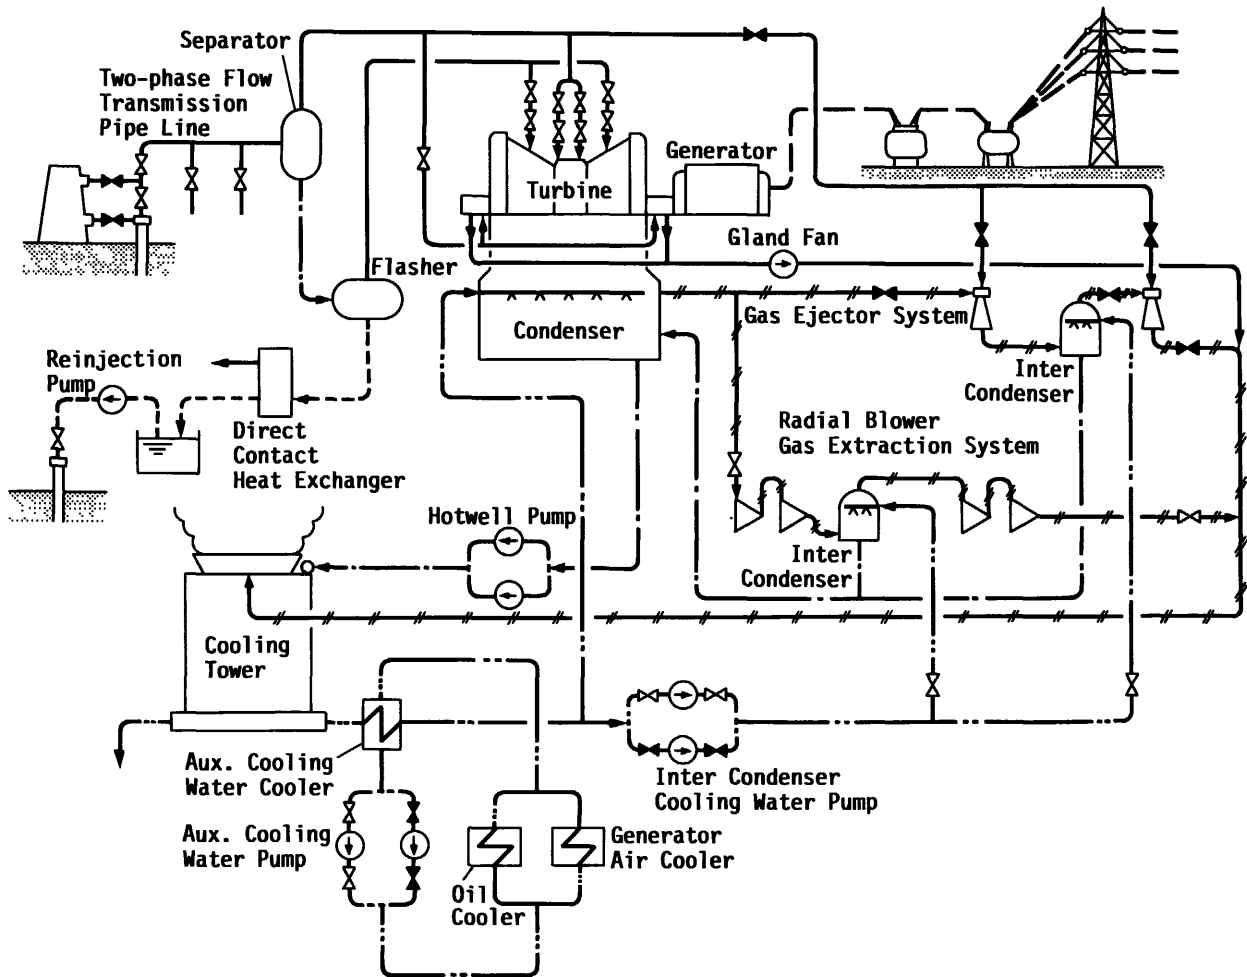 Separator
Two-phase Flow
Transmission
Pipe Line
Turbine
Generator
Gland Fan
Flasher
Condenser
Gas Ejector System
Inter
Condenser
Reinjection
Pump
Direct
Contact
Heat Exchanger
Radial Blower
Gas Extraction System
Hotwell Pump
Inter
Condenser
Cooling
Tower
Aux. Cooling
Water Cooler
Inter Condenser
Cooling Water Pump
Aux. Cooling
Water Pump
Oil
Cooler
Generator
Air Cooler